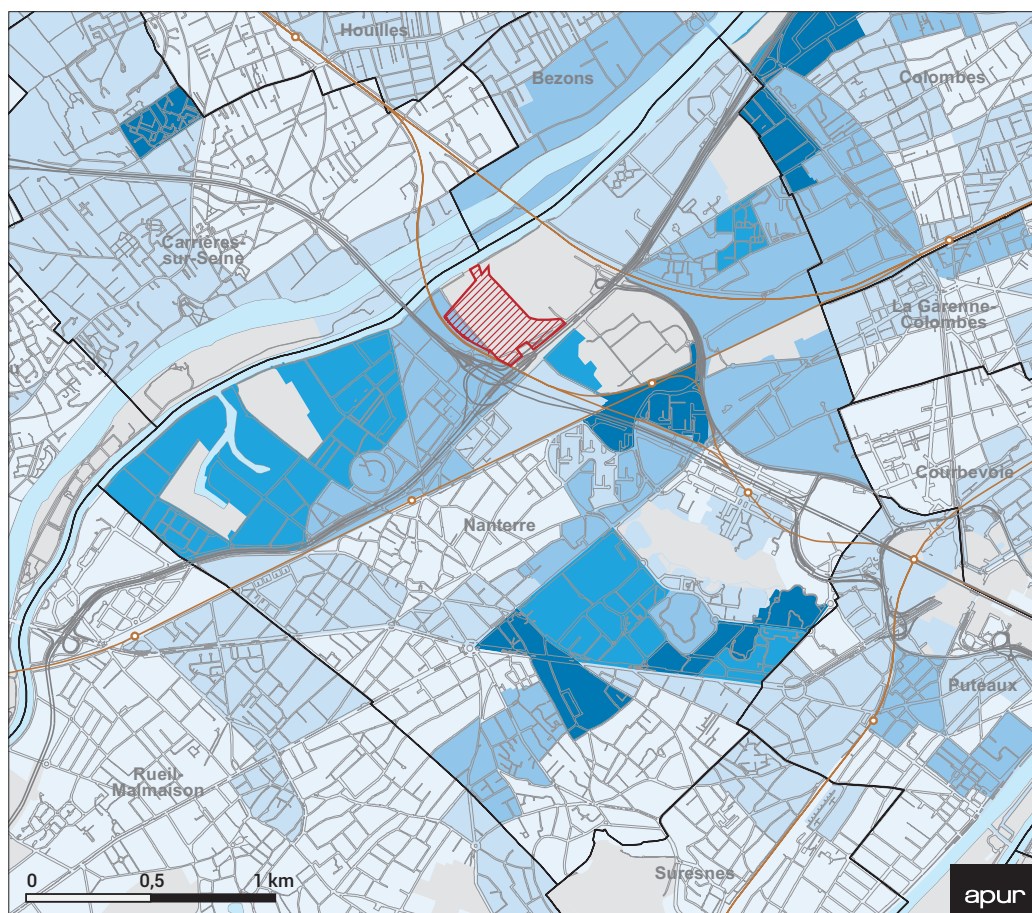 Houilles
Bezons
Colombes
Carrières-
sur-Seine
La Garenne-
Colombes
Courbevoie
Nanterre
Puteaux
Rueil-
Malmaison
Suresnes
0
0,5
1 km
apur